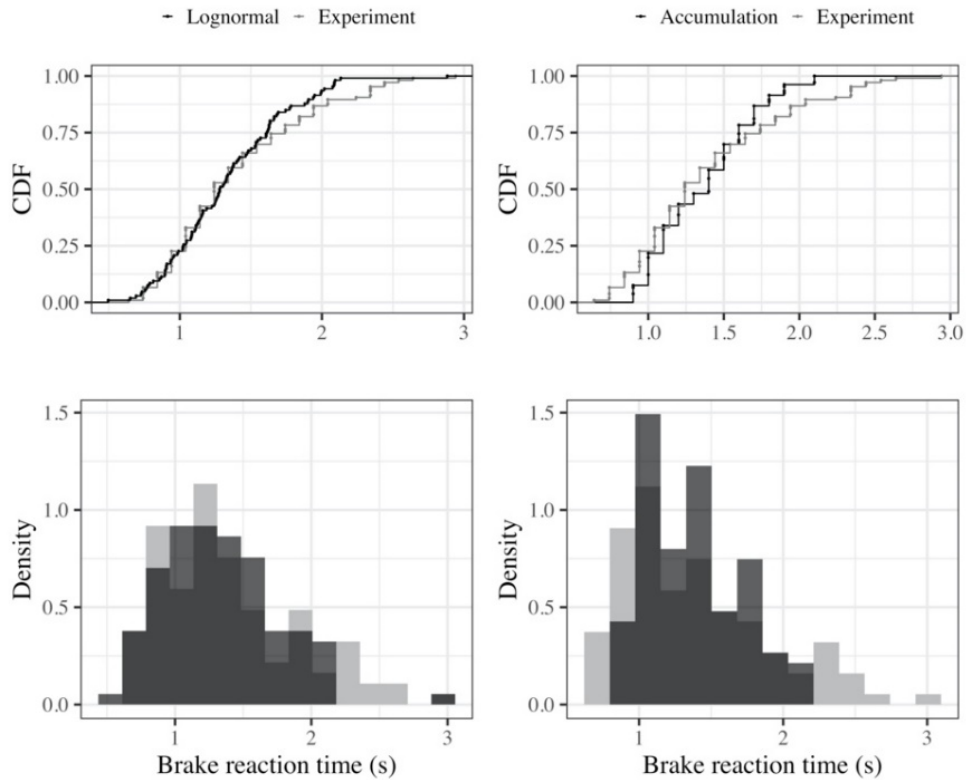 Lognormal Experiment
Accumulation Experiment
1.00
0.75
0.50
0.25
0.00
CDF
1 2 3
1.00
0.75
0.50
0.25
0.00
CDF
1.0 1.5 2.0 2.5 3.0
1.5
1.0
0.5
0.0
Density
1 2 3
Brake reaction time (s)
1.5
1.0
0.5
0.0
Density
1 2 3
Brake reaction time (s)